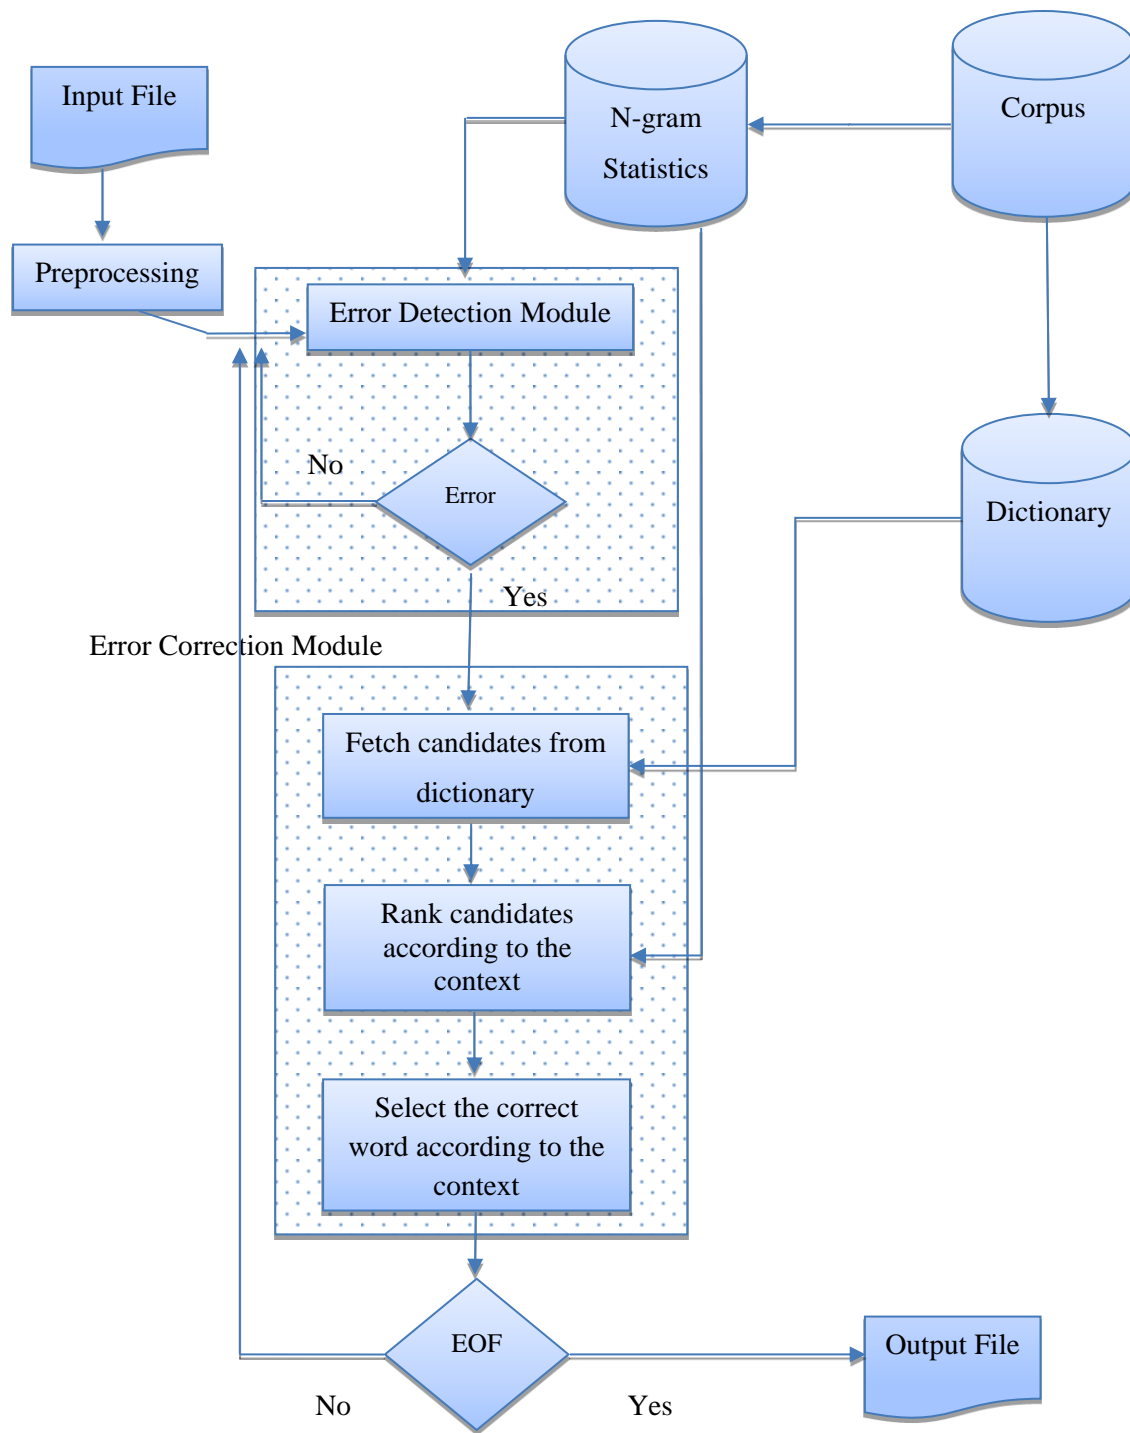 Input File
N-gram
Statistics
Corpus
Preprocessing
Error Detection Module
No
Error
Dictionary
Yes
Error Correction Module
Fetch candidates from
dictionary
Rank candidates
according to the
context
Select the correct
word according to the
context
EOF
Output File
No
Yes